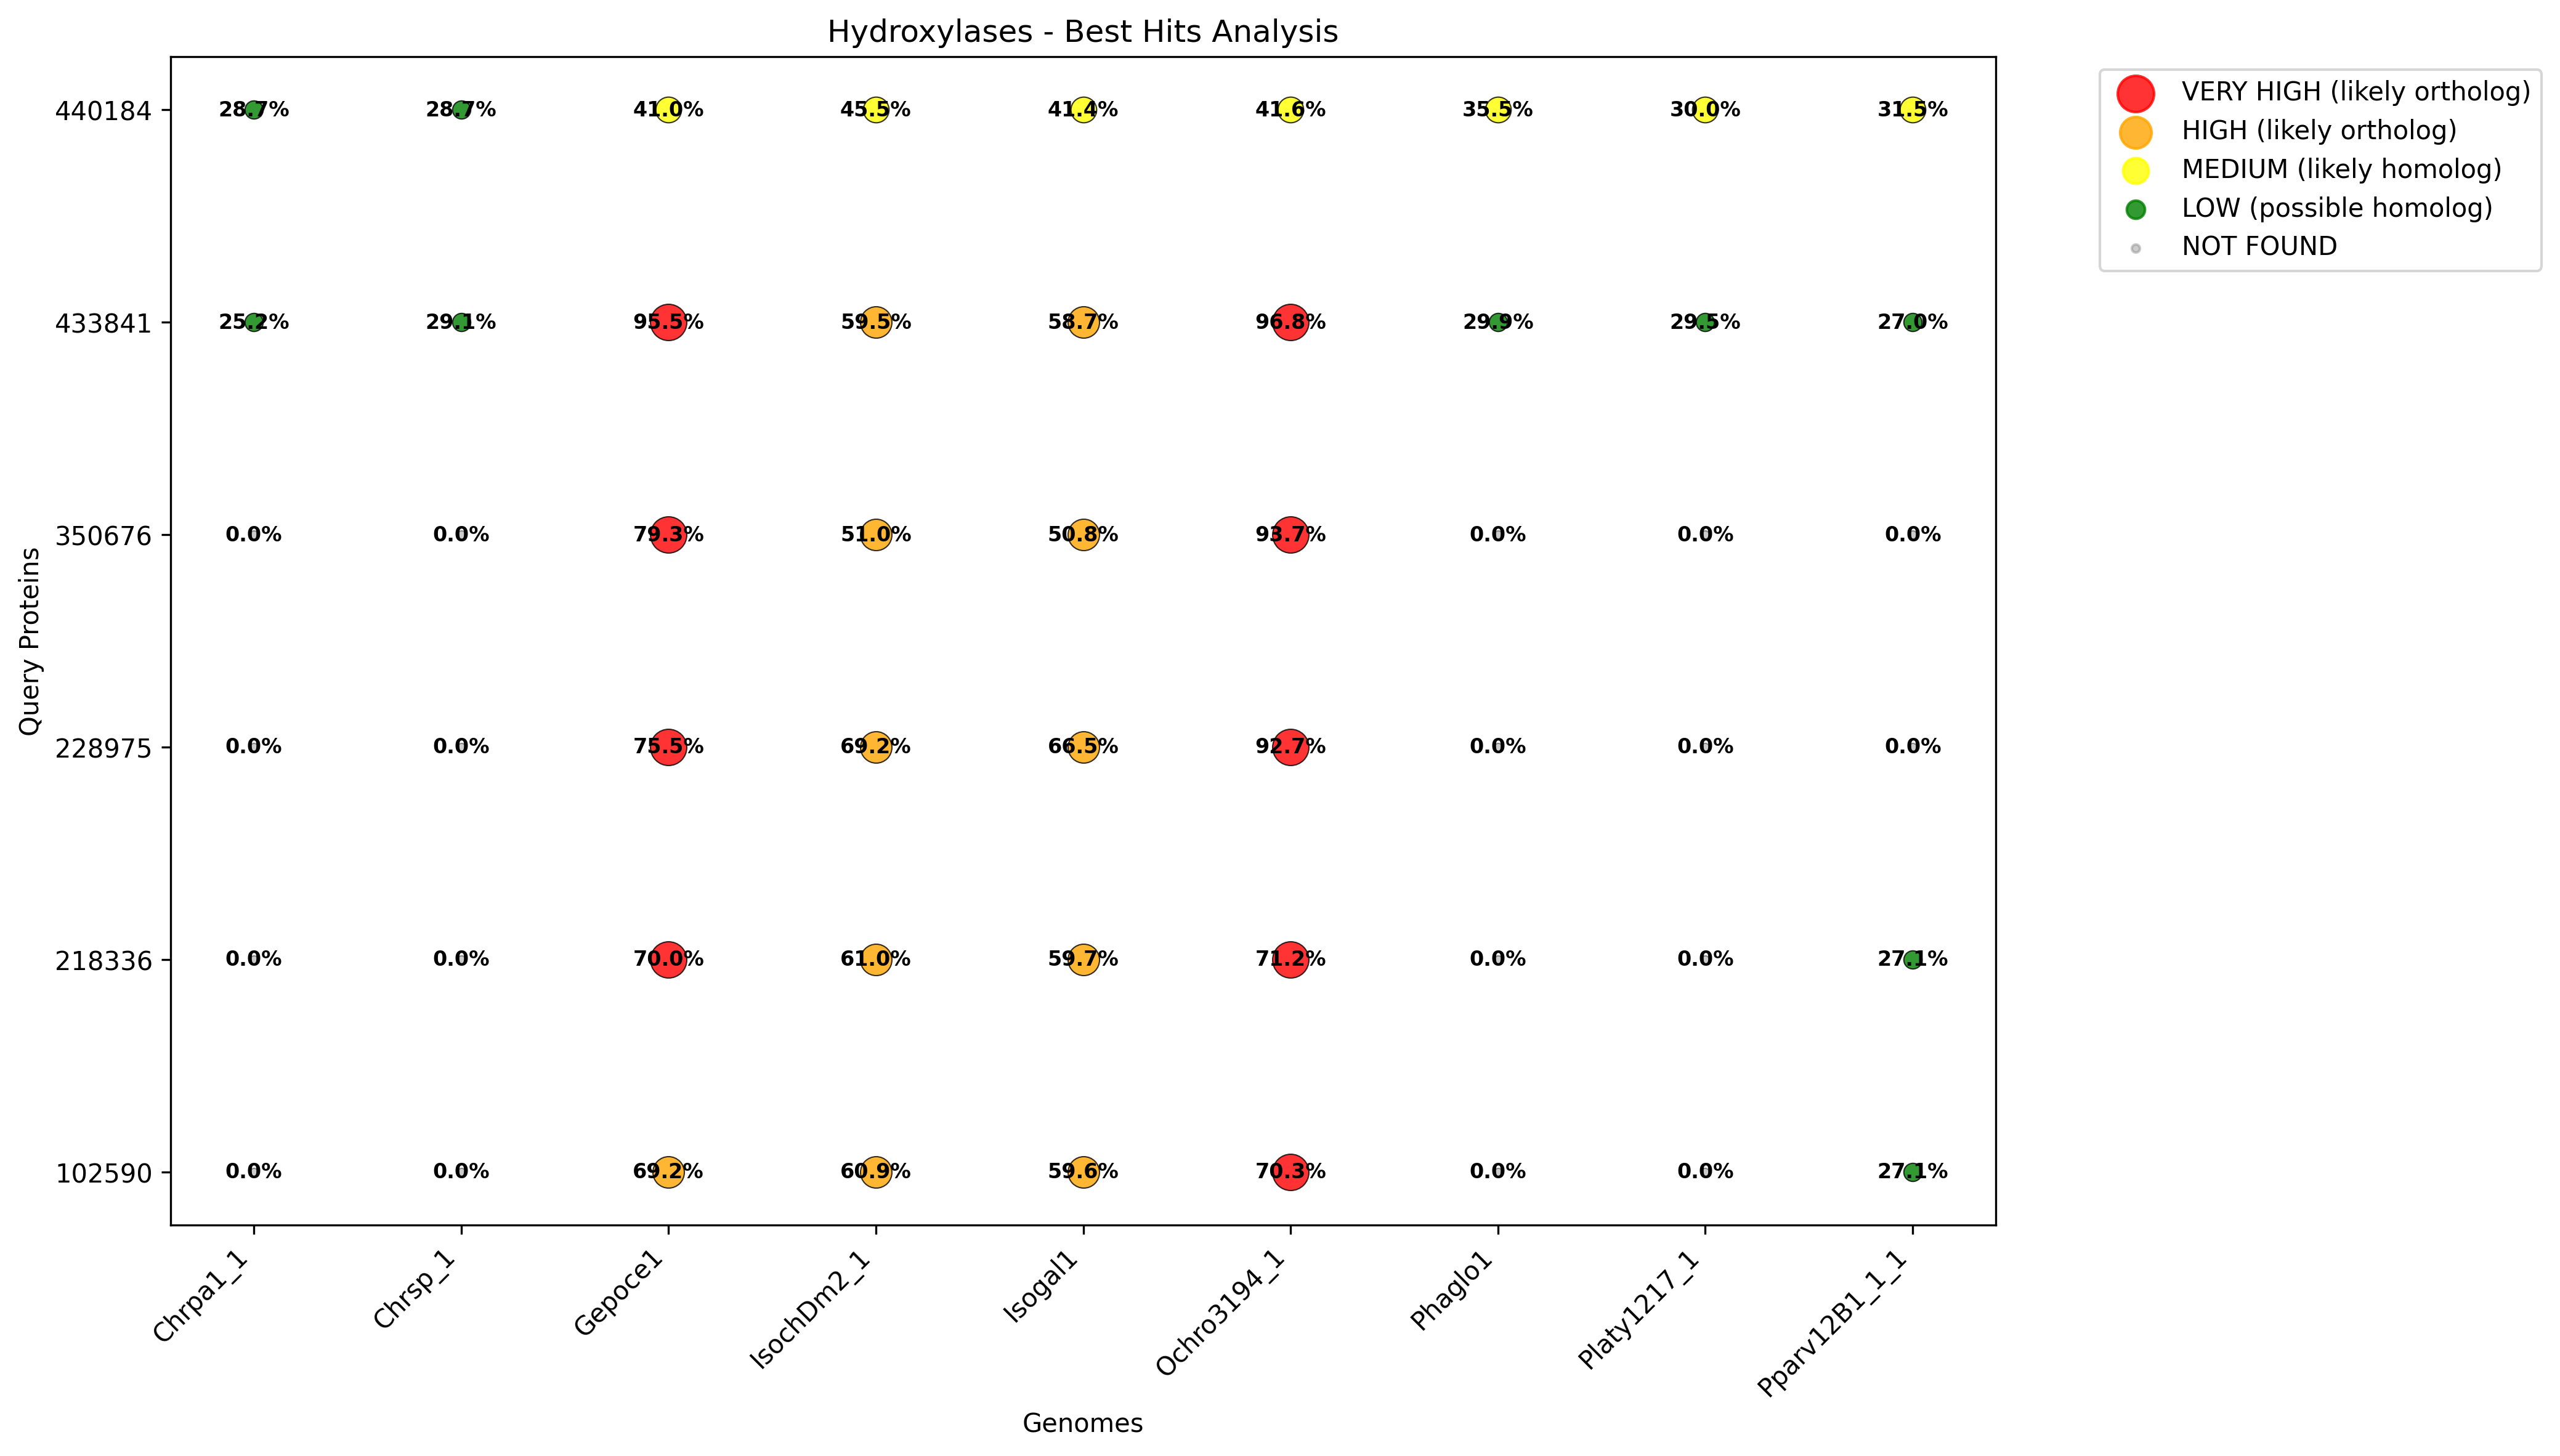 Hydroxylases - Best Hits Analysis
VERY HIGH (likely ortholog)
HIGH (likely ortholog)
MEDIUM (likely homolog)
LOW (possible homolog)
NOT FOUND
Query Proteins
440184 28.7% 28.7% 41.0% 45.5% 41.4% 41.6% 35.5% 30.0% 31.5%
433841 25.2% 29.1% 95.5% 59.5% 58.7% 96.8% 29.9% 29.5% 27.0%
350676 0.0% 0.0% 79.3% 51.0% 50.8% 93.7% 0.0% 0.0% 0.0%
228975 0.0% 0.0% 75.5% 69.2% 66.5% 92.7% 0.0% 0.0% 0.0%
218336 0.0% 0.0% 70.0% 61.0% 59.7% 71.2% 0.0% 0.0% 27.1%
102590 0.0% 0.0% 69.2% 60.9% 59.6% 70.3% 0.0% 0.0% 27.1%
Chrpa1_1 Chrsp_1 Gepoce1 IsochDm2_1 Isogal1 Ochro3194_1 Phaglo1 Platy1217_1 Pparv12B1_1_1
Genomes